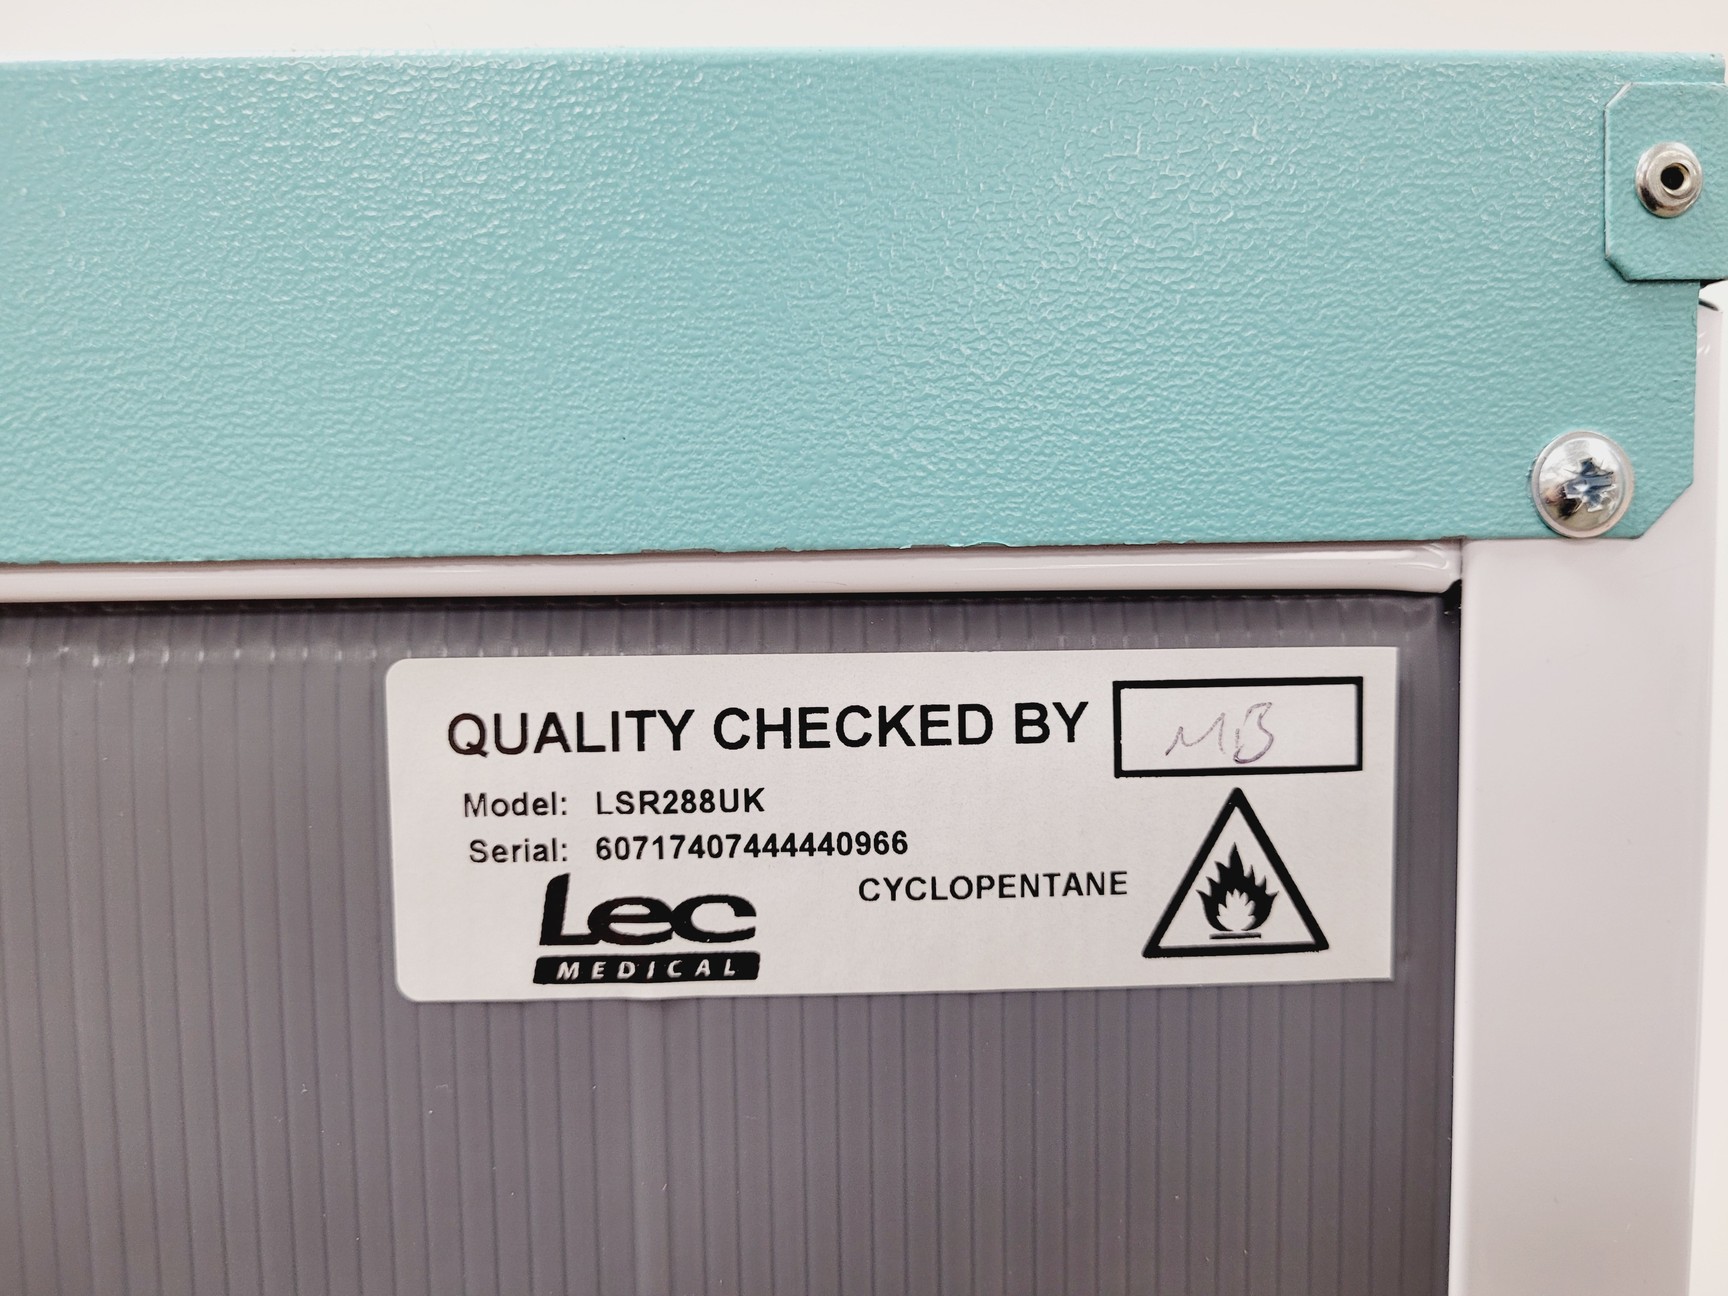 QUALITY CHECKED BY MB
Model: LSR288UK
Serial: 60717407444440966
CYCLOPENTANE
Lec
MEDICAL